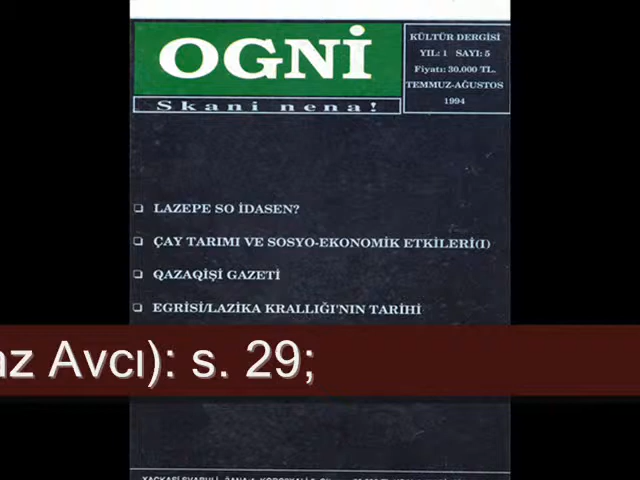 OGNİ
KÜLTÜR DERGİSİ
YIL: 1 SAYI: 5
Fiyatı: 30.000 TL.
TEMMUZ-AĞUSTOS
1994
Skani nena!
❏ LAZEPE SO İDASEN?
❏ ÇAY TARIMI VE SOSYO-EKONOMİK ETKİLERİ(I)
❏ QAZAQİŞİ GAZETİ
❏ EGRİSİ/LAZİKA KRALLIĞI'NIN TARİHİ
az Avcı): s. 29;